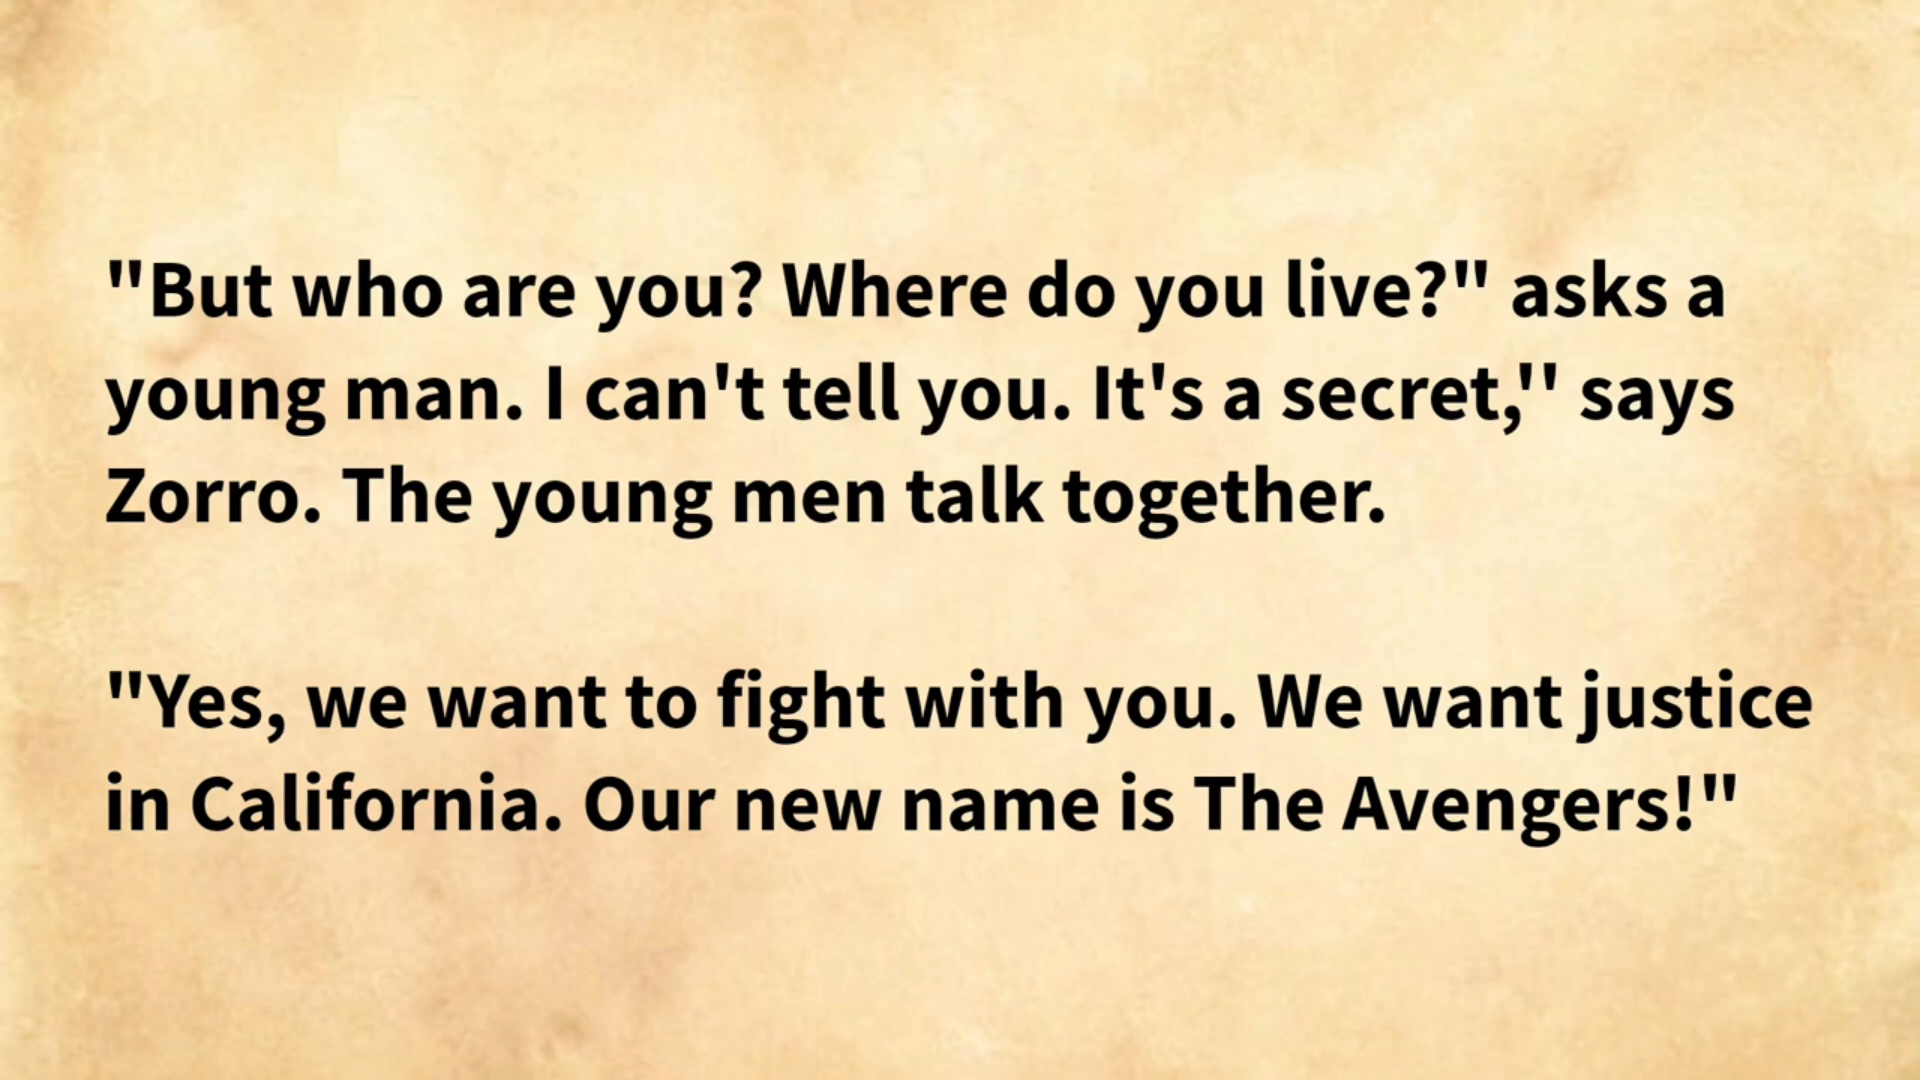 "But who are you? Where do you live?" asks a
young man. I can't tell you. It's a secret,'' says
Zorro. The young men talk together.
"Yes, we want to fight with you. We want justice
in California. Our new name is The Avengers!"